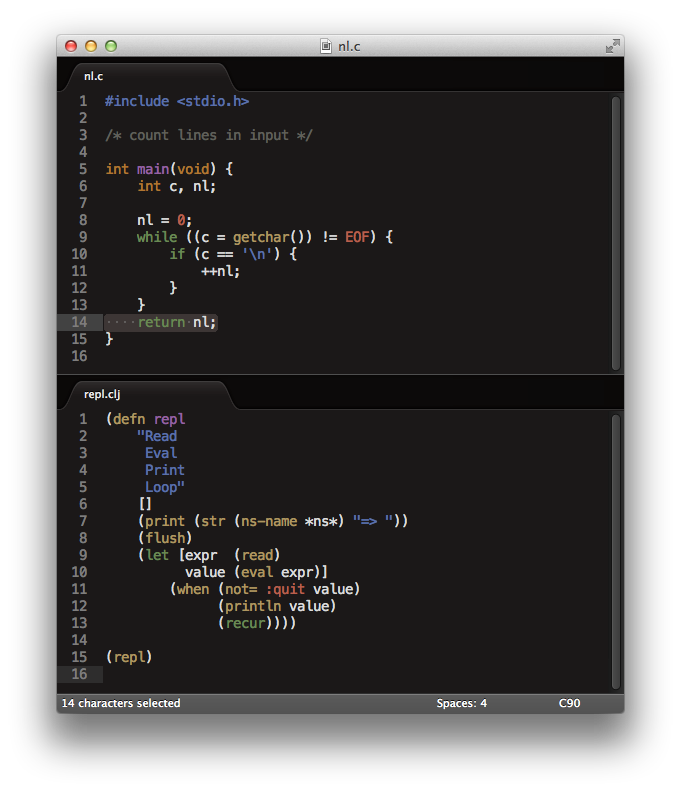 nl.c
nl.c
1 #include <stdio.h>
2
3 /* count lines in input */
4
5 int main(void) {
6     int c, nl;
7
8     nl = 0;
9     while ((c = getchar()) != EOF) {
10         if (c == '\n') {
11             ++nl;
12         }
13     }
14 ····return·nl;
15 }
16
repl.clj
1 (defn repl
2     "Read
3      Eval
4      Print
5      Loop"
6     []
7     (print (str (ns-name *ns*) "=> "))
8     (flush)
9     (let [expr  (read)
10           value (eval expr)]
11         (when (not= :quit value)
12               (println value)
13               (recur))))
14
15 (repl)
16
14 characters selected Spaces: 4 C90